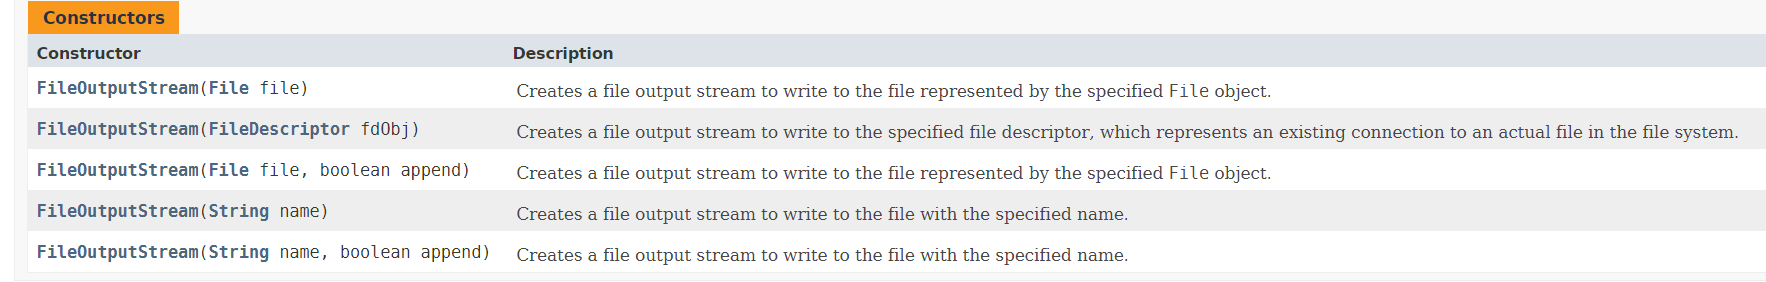 Constructors
Constructor Description
FileOutputStream(File file) Creates a file output stream to write to the file represented by the specified File object.
FileOutputStream(FileDescriptor fdObj) Creates a file output stream to write to the specified file descriptor, which represents an existing connection to an actual file in the file system.
FileOutputStream(File file, boolean append) Creates a file output stream to write to the file represented by the specified File object.
FileOutputStream(String name) Creates a file output stream to write to the file with the specified name.
FileOutputStream(String name, boolean append) Creates a file output stream to write to the file with the specified name.